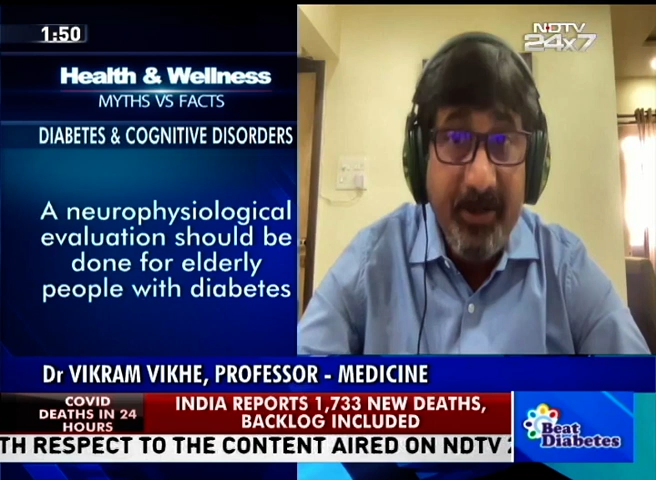 1:50
NDTV
24x7
Health & Wellness
MYTHS VS FACTS
DIABETES & COGNITIVE DISORDERS
A neurophysiological
evaluation should be
done for elderly
people with diabetes
Dr VIKRAM VIKHE, PROFESSOR - MEDICINE
COVID
DEATHS IN 24
HOURS
INDIA REPORTS 1,733 NEW DEATHS,
BACKLOG INCLUDED
Beat
Diabetes
TH RESPECT TO THE CONTENT AIRED ON NDTV 2